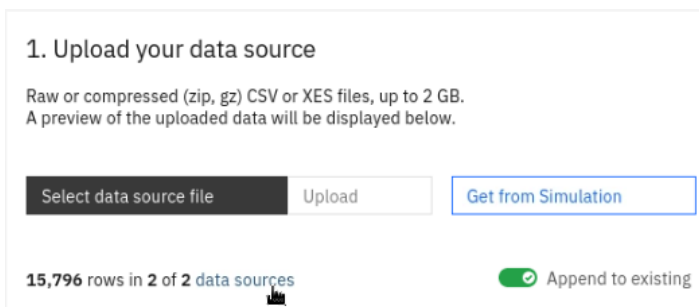 1. Upload your data source
Raw or compressed (zip, gz) CSV or XES files, up to 2 GB.
A preview of the uploaded data will be displayed below.
Select data source file
Upload
Get from Simulation
15,796 rows in 2 of 2 data sources
Append to existing